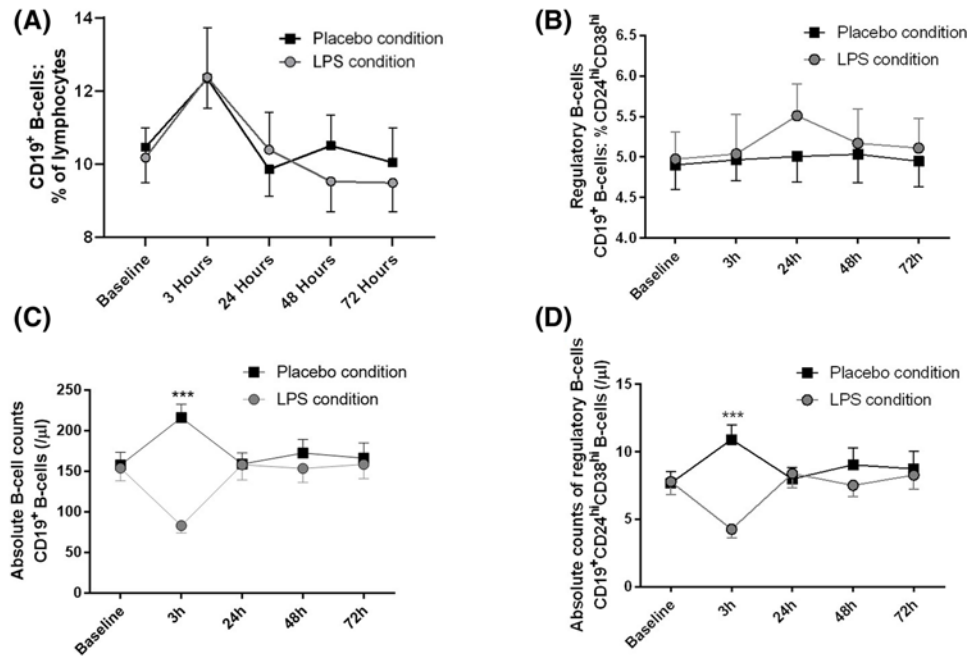 (A)
14
12
10
8
CD19⁺ B-cells:
% of lymphocytes
Placebo condition
LPS condition
Baseline
3 Hours
24 Hours
48 Hours
72 Hours
(B)
6.5
6.0
5.5
5.0
4.5
4.0
Regulatory B-cells
CD19⁺ B-cells: % CD24ʰⁱCD38ʰⁱ
Placebo condition
LPS condition
Baseline
3h
24h
48h
72h
(C)
250
200
150
100
50
0
Absolute B-cell counts
CD19⁺ B-cells (/µl)
Placebo condition
LPS condition
***
Baseline
3h
24h
48h
72h
(D)
15
10
5
0
Absolute counts of regulatory B-cells
CD19⁺CD24ʰⁱCD38ʰⁱ B-cells (/µl)
Placebo condition
LPS condition
***
Baseline
3h
24h
48h
72h